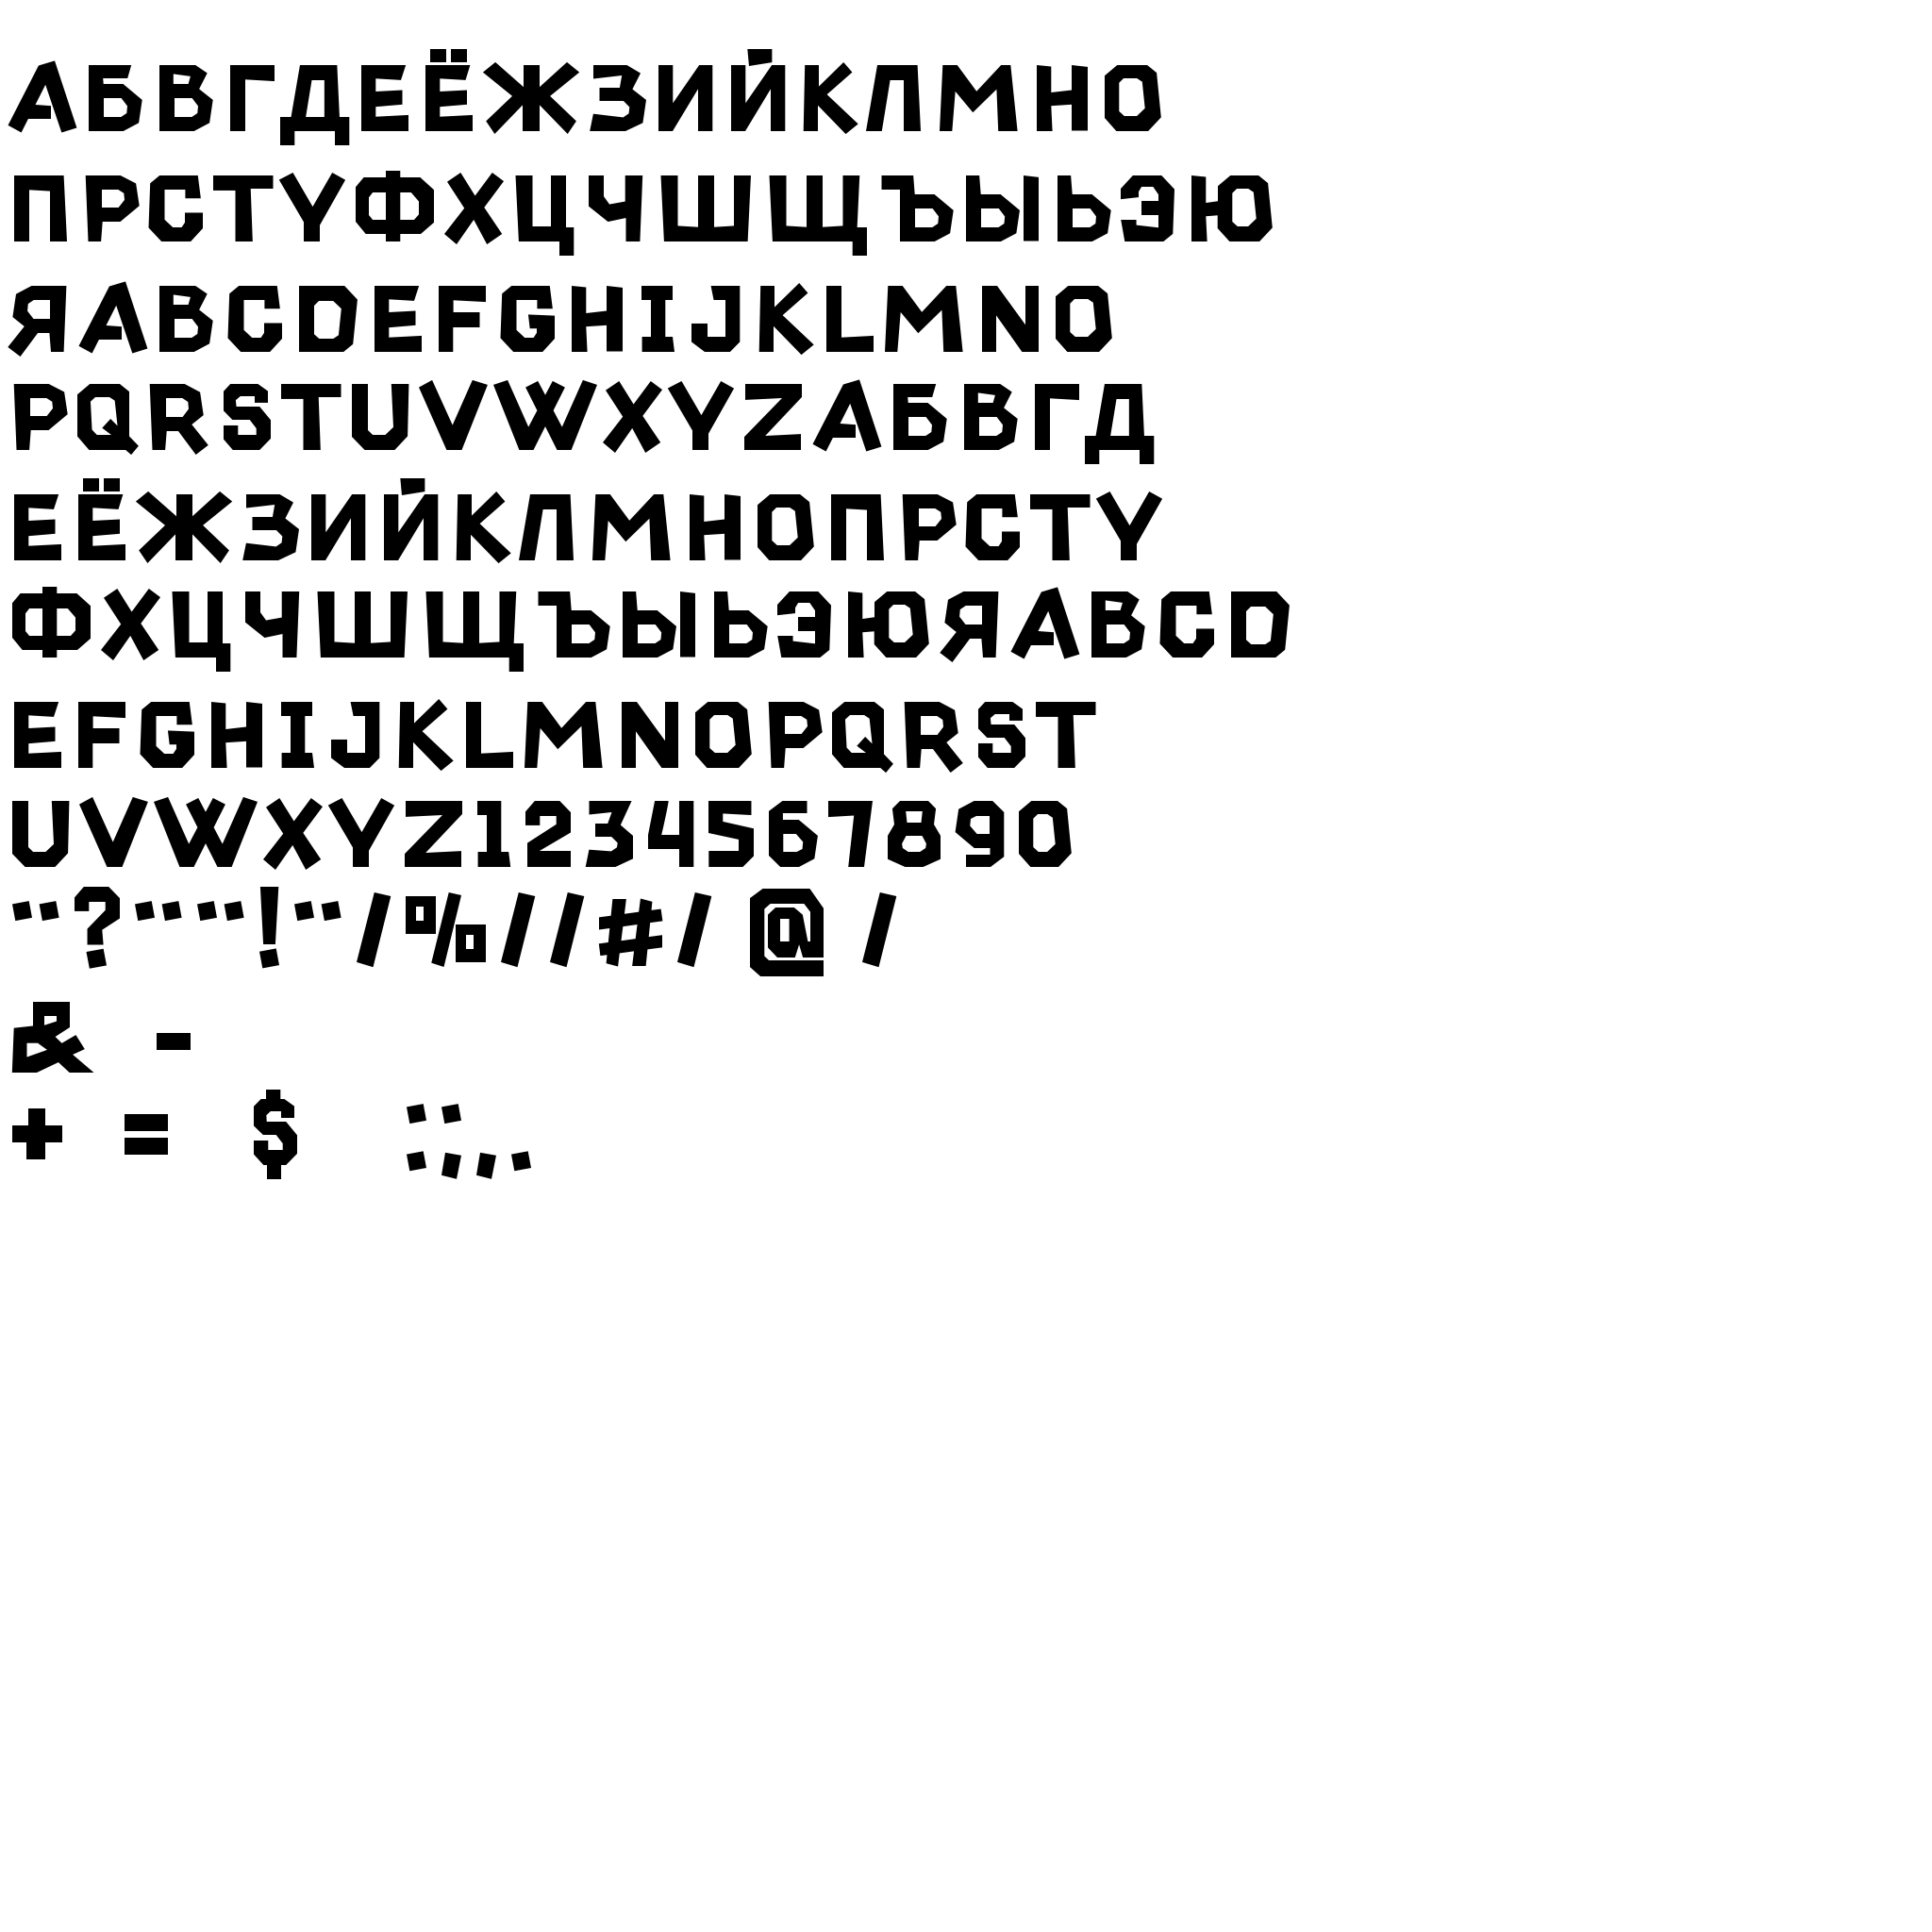 АБВГДЕЁЖЗИЙКЛМНО
ПРСТУФХЦЧШЩЪЫЬЭЮ
ЯABCDEFGHIJKLMNO
PQRSTUVWXYZАБВГД
ЕЁЖЗИЙКЛМНОПРСТУ
ФХЦЧШЩЪЫЬЭЮЯABCD
EFGHIJKLMNOPQRST
UVWXYZ1234567890
"?""!"/%//#/ @ /
& -
+ = $ :;,.